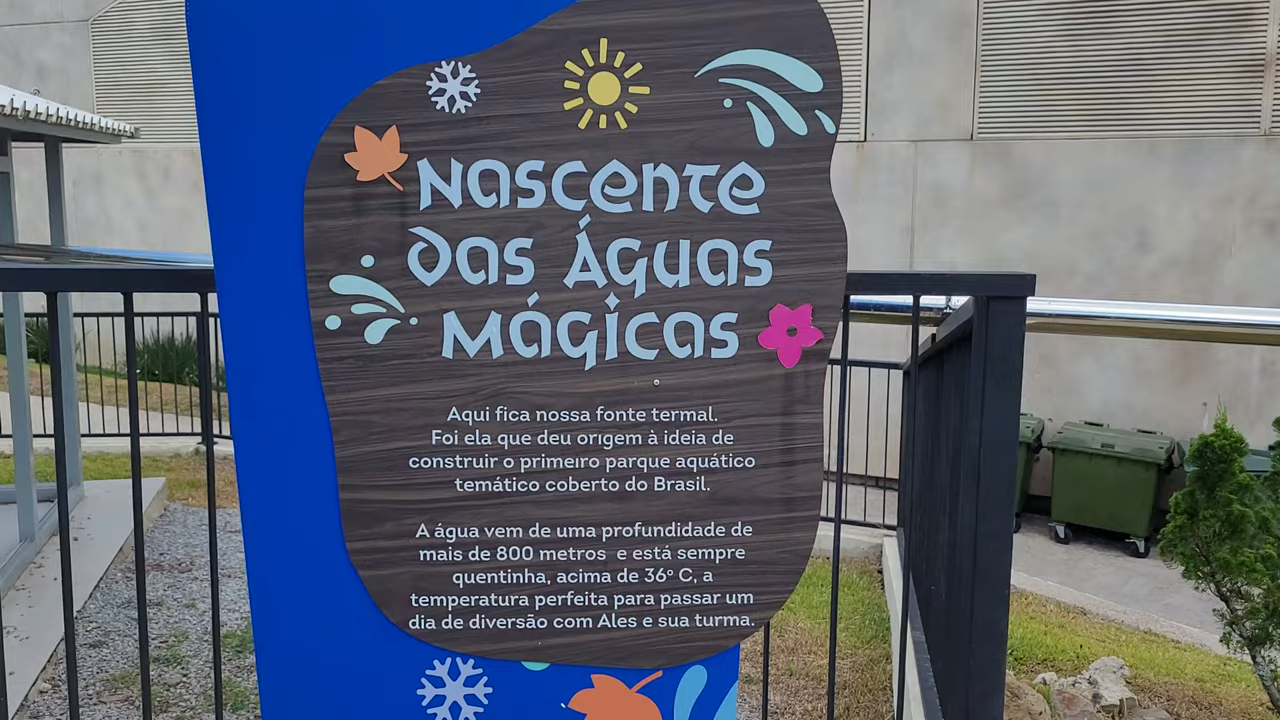 Nascente
das Águas
Mágicas
Aqui fica nossa fonte termal.
Foi ela que deu origem à ideia de
construir o primeiro parque aquático
temático coberto do Brasil.
A água vem de uma profundidade de
mais de 800 metros e está sempre
quentinha, acima de 36º C, a
temperatura perfeita para passar um
dia de diversão com Ales e sua turma.